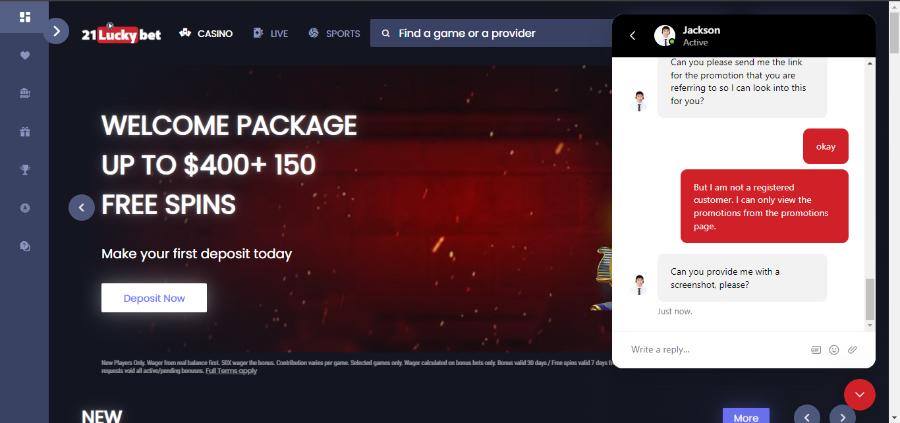 21 Lucky bet
CASINO
LIVE
SPORTS
Find a game or a provider
WELCOME PACKAGE
UP TO $400+ 150
FREE SPINS
Make your first deposit today
Deposit Now
New Players Only. Wager from real balance first. 50X wager the bonus. Contribution varies per game. Selected games only. Wager calculated on bonus bets only. Bonus valid 30 days / Free spins valid 7 days
requests void all active/pending bonuses. Full Terms apply
NEW
More
Jackson
Active
Can you please send me the link
for the promotion that you are
referring to so I can look into this
for you?
okay
But I am not a registered
customer. I can only view the
promotions from the promotions
page.
Can you provide me with a
screenshot, please?
Just now.
Write a reply...